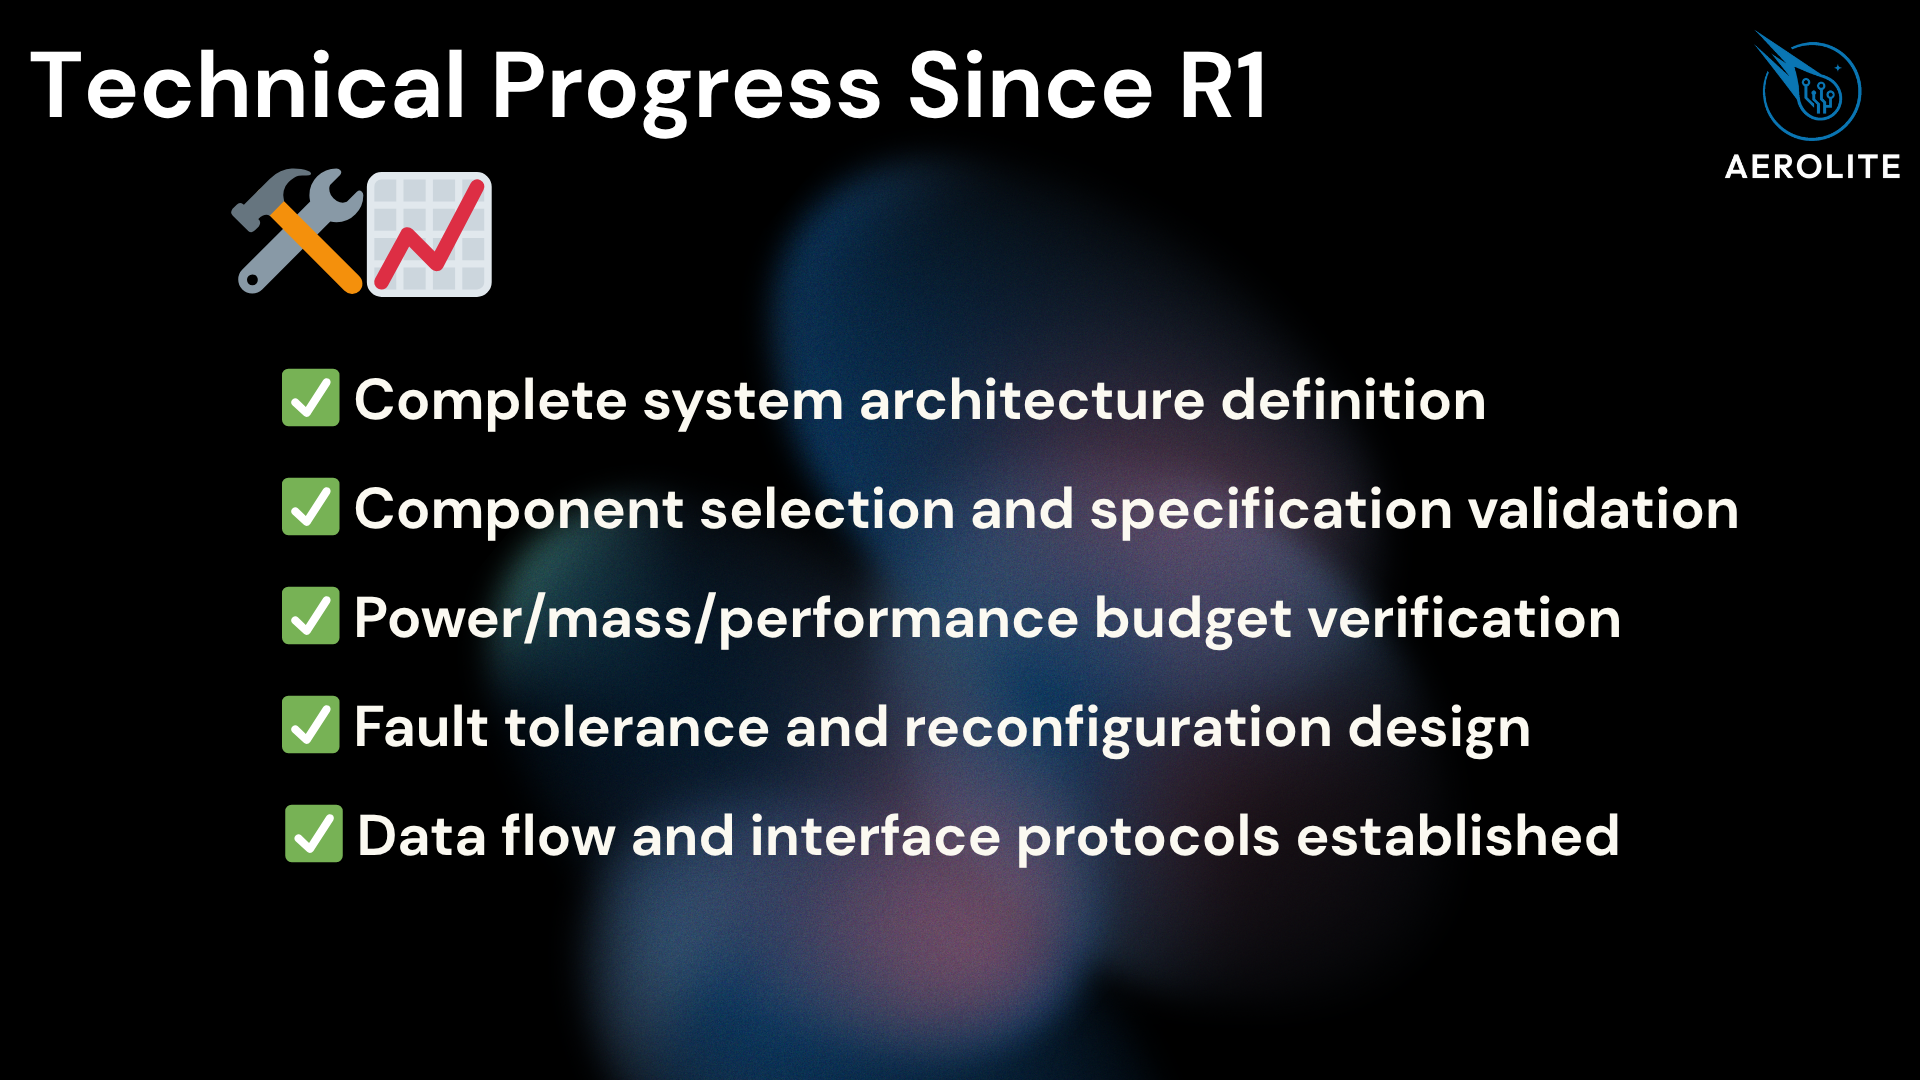 Technical Progress Since R1
AEROLITE
🛠📈
✅ Complete system architecture definition
✅ Component selection and specification validation
✅ Power/mass/performance budget verification
✅ Fault tolerance and reconfiguration design
✅ Data flow and interface protocols established